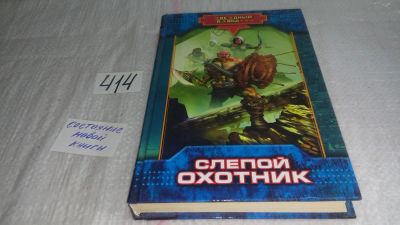 414
состояние
новой
книги
СЛЕПОЙ
ОХОТНИК